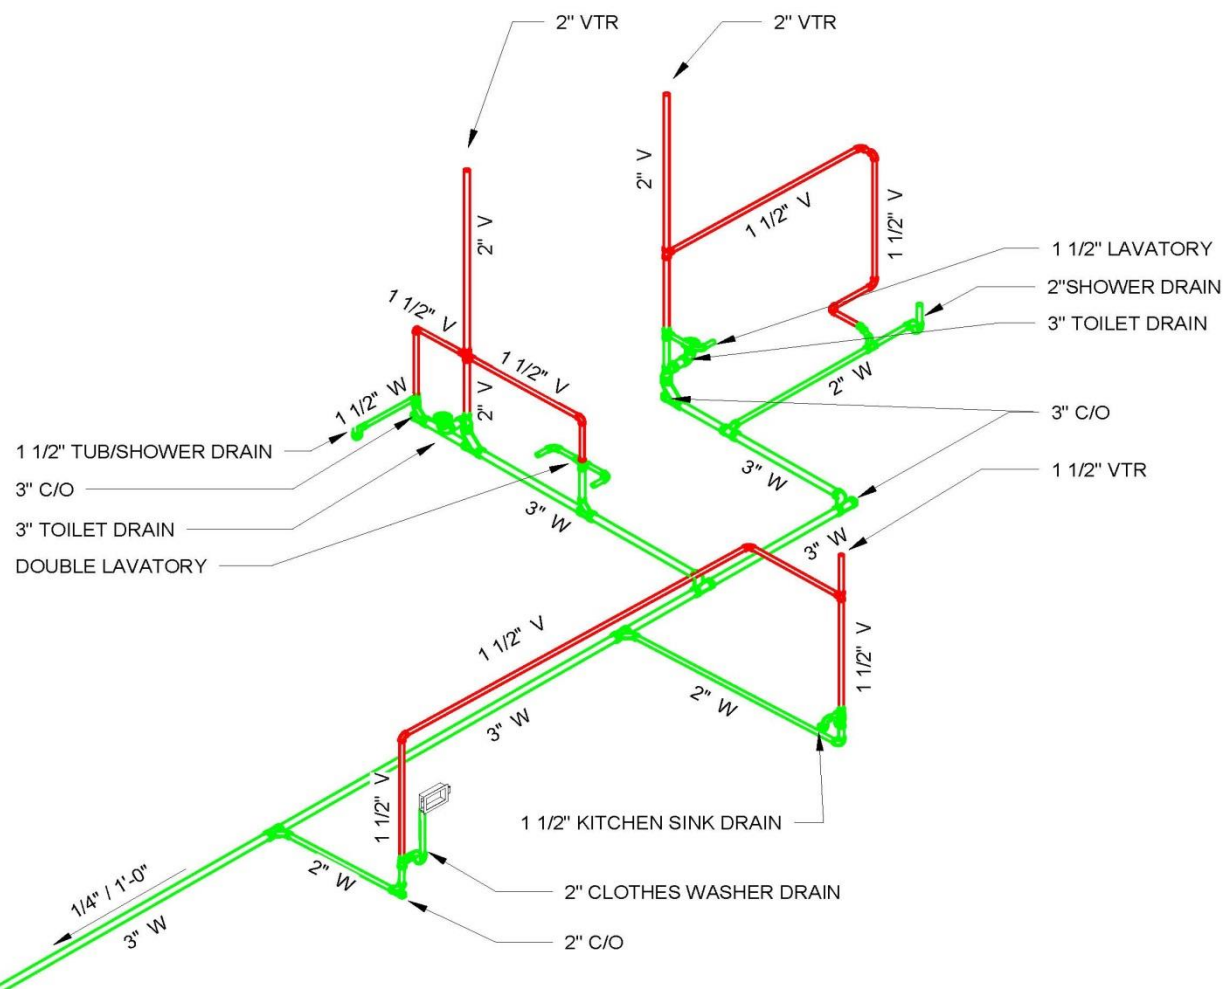 2" VTR
2" VTR
2" V
1 1/2" V
1 1/2" V
2" V
1 1/2" LAVATORY
2"SHOWER DRAIN
3" TOILET DRAIN
1 1/2" V
1 1/2" V
2" W
1 1/2" W
2" V
3" C/O
1 1/2" TUB/SHOWER DRAIN
3" C/O
3" TOILET DRAIN
DOUBLE LAVATORY
3" W
3" W
1 1/2" VTR
3" W
1 1/2" V
1 1/2" V
2" W
3" W
1 1/2" V
1 1/2" KITCHEN SINK DRAIN
2" W
2" CLOTHES WASHER DRAIN
1/4" / 1'-0"
3" W
2" C/O